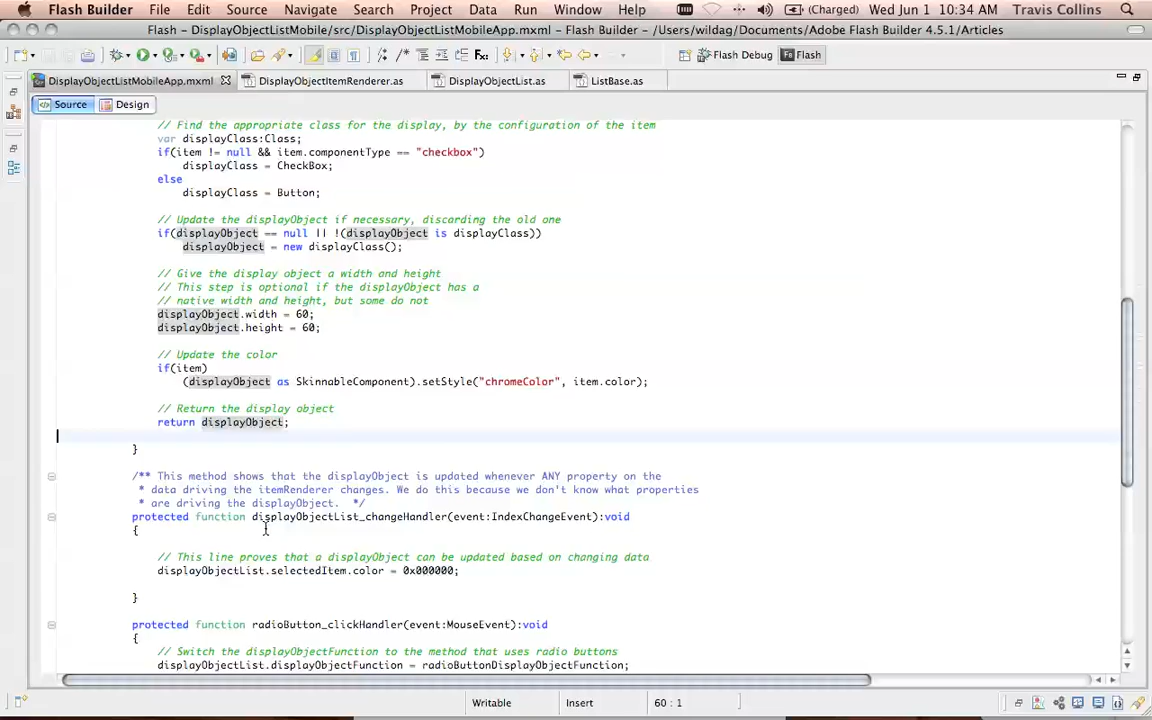 Flash Builder File Edit Source Navigate Search Project Data Run Window Help (Charged) Wed Jun 1 10:34 AM Travis Collins
Flash – DisplayObjectListMobile/src/DisplayObjectListMobileApp.mxml – Flash Builder – /Users/wildag/Documents/Adobe Flash Builder 4.5.1/Articles
Flash Debug Fn Flash
DisplayObjectListMobileApp.mxml DisplayObjectItemRenderer.as DisplayObjectList.as ListBase.as
Source Design
// Find the appropriate class for the display, by the configuration of the item
var displayClass:Class;
if(item != null && item.componentType == "checkbox")
displayClass = CheckBox;
else
displayClass = Button;
// Update the displayObject if necessary, discarding the old one
if(displayObject == null || !(displayObject is displayClass))
displayObject = new displayClass();
// Give the display object a width and height
// This step is optional if the displayObject has a
// native width and height, but some do not
displayObject.width = 60;
displayObject.height = 60;
// Update the color
if(item)
(displayObject as SkinnableComponent).setStyle("chromeColor", item.color);
// Return the display object
return displayObject;
}
/** This method shows that the displayObject is updated whenever ANY property on the
* data driving the itemRenderer changes. We do this because we don't know what properties
* are driving the displayObject. */
protected function displayObjectList_changeHandler(event:IndexChangeEvent):void
{
// This line proves that a displayObject can be updated based on changing data
displayObjectList.selectedItem.color = 0x000000;
}
protected function radioButton_clickHandler(event:MouseEvent):void
{
// Switch the displayObjectFunction to the method that uses radio buttons
displayObjectList.displayObjectFunction = radioButtonDisplayObjectFunction;
Writable Insert 60 : 1